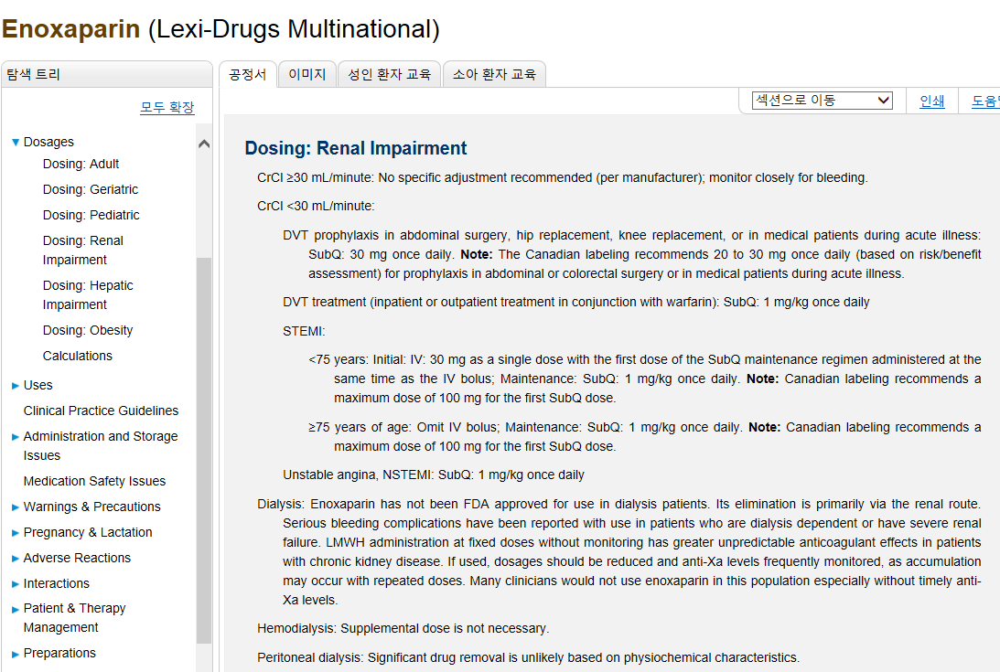 Enoxaparin (Lexi-Drugs Multinational)
탐색 트리
모두 확장
Dosages
Dosing: Adult
Dosing: Geriatric
Dosing: Pediatric
Dosing: Renal
Impairment
Dosing: Hepatic
Impairment
Dosing: Obesity
Calculations
Uses
Clinical Practice Guidelines
Administration and Storage
Issues
Medication Safety Issues
Warnings & Precautions
Pregnancy & Lactation
Adverse Reactions
Interactions
Patient & Therapy
Management
Preparations
공정서 이미지 성인 환자 교육 소아 환자 교육
섹션으로 이동 인쇄
Dosing: Renal Impairment
CrCl ≥30 mL/minute: No specific adjustment recommended (per manufacturer); monitor closely for bleeding.
CrCl <30 mL/minute:
DVT prophylaxis in abdominal surgery, hip replacement, knee replacement, or in medical patients during acute illness:
SubQ: 30 mg once daily. Note: The Canadian labeling recommends 20 to 30 mg once daily (based on risk/benefit
assessment) for prophylaxis in abdominal or colorectal surgery or in medical patients during acute illness.
DVT treatment (inpatient or outpatient treatment in conjunction with warfarin): SubQ: 1 mg/kg once daily
STEMI:
<75 years: Initial: IV: 30 mg as a single dose with the first dose of the SubQ maintenance regimen administered at the
same time as the IV bolus; Maintenance: SubQ: 1 mg/kg once daily. Note: Canadian labeling recommends a
maximum dose of 100 mg for the first SubQ dose.
≥75 years of age: Omit IV bolus; Maintenance: SubQ: 1 mg/kg once daily. Note: Canadian labeling recommends a
maximum dose of 100 mg for the first SubQ dose.
Unstable angina, NSTEMI: SubQ: 1 mg/kg once daily
Dialysis: Enoxaparin has not been FDA approved for use in dialysis patients. Its elimination is primarily via the renal route.
Serious bleeding complications have been reported with use in patients who are dialysis dependent or have severe renal
failure. LMWH administration at fixed doses without monitoring has greater unpredictable anticoagulant effects in patients
with chronic kidney disease. If used, dosages should be reduced and anti-Xa levels frequently monitored, as accumulation
may occur with repeated doses. Many clinicians would not use enoxaparin in this population especially without timely anti-
Xa levels.
Hemodialysis: Supplemental dose is not necessary.
Peritoneal dialysis: Significant drug removal is unlikely based on physiochemical characteristics.